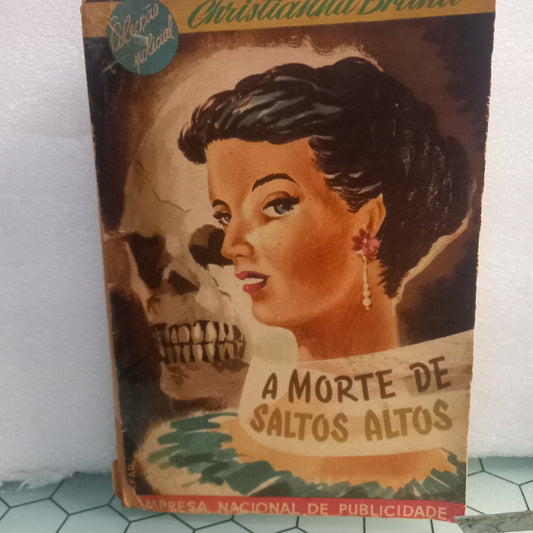 Christianna Brand
Colecção
policial
A MORTE DE
SALTOS ALTOS
EMPRESA NACIONAL DE PUBLICIDADE